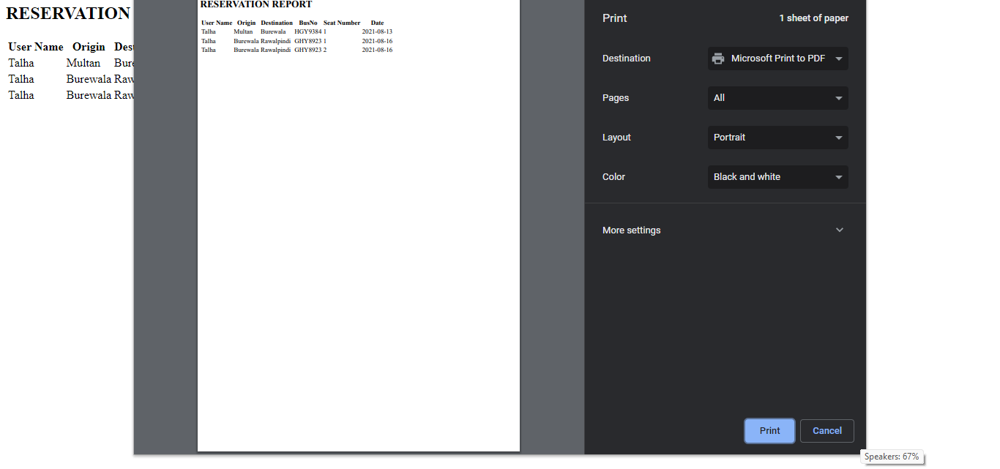 RESERVATION
User Name Origin Dest
Talha Multan Bure
Talha Burewala Raw
Talha Burewala Raw
RESERVATION REPORT
User Name Origin Destination BusNo Seat Number Date
Talha Multan Burewala HGY9384 1 2021-08-13
Talha Burewala Rawalpindi GHY8923 1 2021-08-16
Talha Burewala Rawalpindi GHY8923 2 2021-08-16
Print 1 sheet of paper
Destination Microsoft Print to PDF
Pages All
Layout Portrait
Color Black and white
More settings
Print Cancel
Speakers: 67%